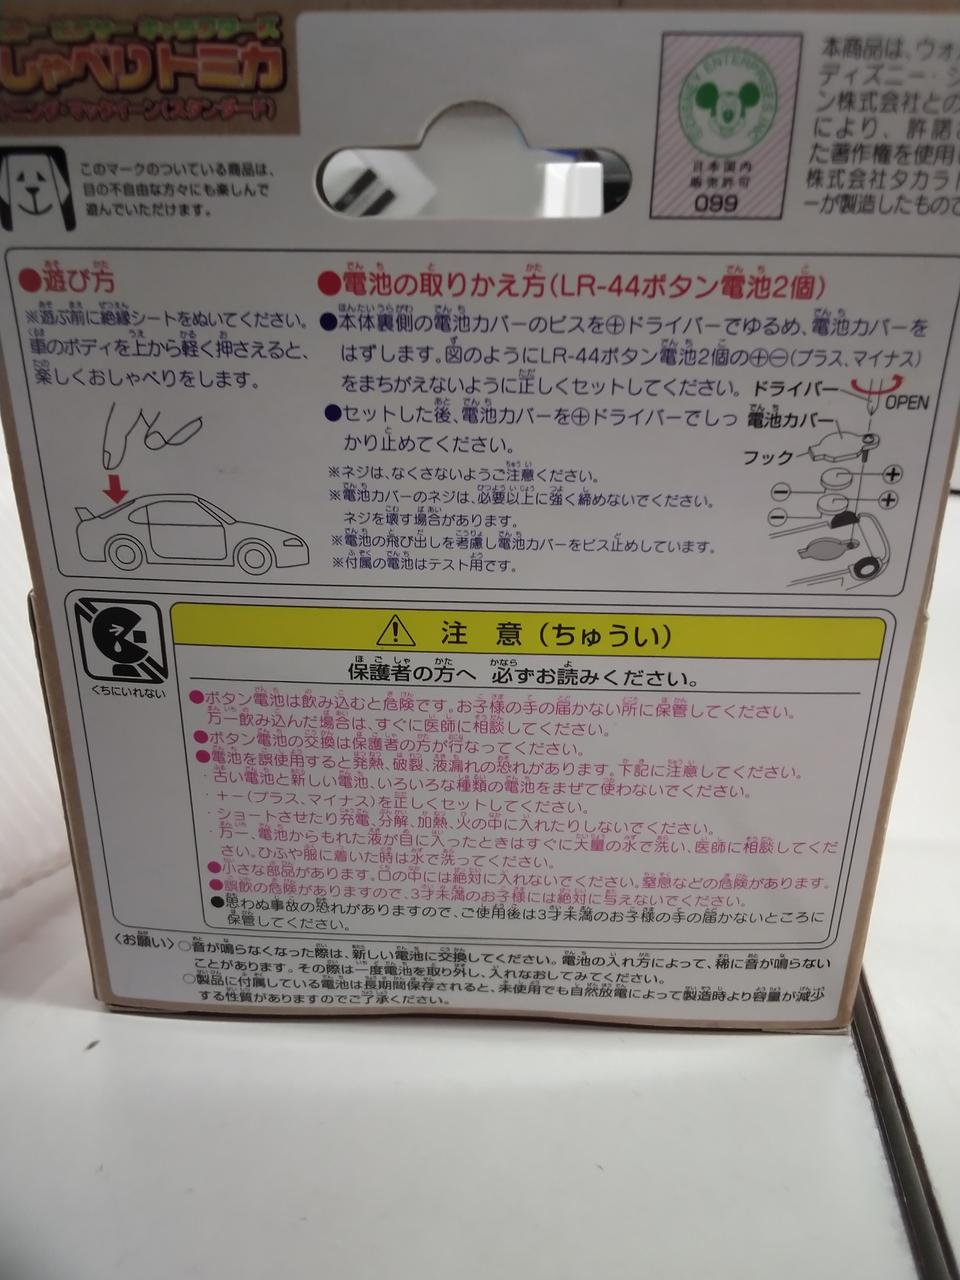 しゃべりトミカ
ニング・マックイーン(スタンダード)
このマークのついている商品は、
目の不自由な方々にも楽しんで
遊んでいただけます。
DISNEY ENTERPRISES, INC.
日本国内
販売許可
099
本商品は、ウォル
ディズニー・ジ
ン株式会社との
により、許諾
た著作権を使用
株式会社タカラト
ーが製造したもので
●遊び方
※遊ぶ前に絶縁シートをぬいてください。
車のボディを上から軽く押さえると、
楽しくおしゃべりをします。
●電池の取りかえ方(LR-44ボタン電池2個)
●本体裏側の電池カバーのビスを⊕ドライバーでゆるめ、電池カバーを
はずします。図のようにLR-44ボタン電池2個の⊕⊖(プラス、マイナス)
をまちがえないように正しくセットしてください。
●セットした後、電池カバーを⊕ドライバーでしっ
かり止めてください。
※ネジは、なくさないようご注意ください。
※電池カバーのネジは、必要以上に強く締めないでください。
ネジを壊す場合があります。
※電池の飛び出しを考慮し電池カバーをビス止めしています。
※付属の電池はテスト用です。
ドライバー
OPEN
電池カバー
フック
⊕
⊖
⊕
⊖
くちにいれない
注 意(ちゅうい)
保護者の方へ 必ずお読みください。
●ボタン電池は飲み込むと危険です。お子様の手の届かない所に保管してください。
万一飲み込んだ場合は、すぐに医師に相談してください。
●ボタン電池の交換は保護者の方が行なってください。
●電池を誤使用すると発熱、破裂、液漏れの恐れがあります。下記に注意してください。
・古い電池と新しい電池、いろいろな種類の電池をまぜて使わないでください。
・+−(プラス、マイナス)を正しくセットしてください。
・ショートさせたり充電、分解、加熱、火の中に入れたりしないでください。
・万一、電池からもれた液が目に入ったときはすぐに大量の水で洗い、医師に相談してくだ
さい。ひふや服に着いた時は水で洗ってください。
●小さな部品があります。口の中には絶対に入れないでください。窒息などの危険があります。
●誤飲の危険がありますので、3才未満のお子様には絶対に与えないでください。
●思わぬ事故の恐れがありますので、ご使用後は3才未満のお子様の手の届かないところに
保管してください。
〈お願い〉○音が鳴らなくなった際は、新しい電池に交換してください。電池の入れ方によって、稀に音が鳴らない
ことがあります。その際は一度電池を取り外し、入れなおしてみてください。
○製品に付属している電池は長期間保存されると、未使用でも自然放電によって製造時より容量が減少
する性質がありますのでご了承ください。